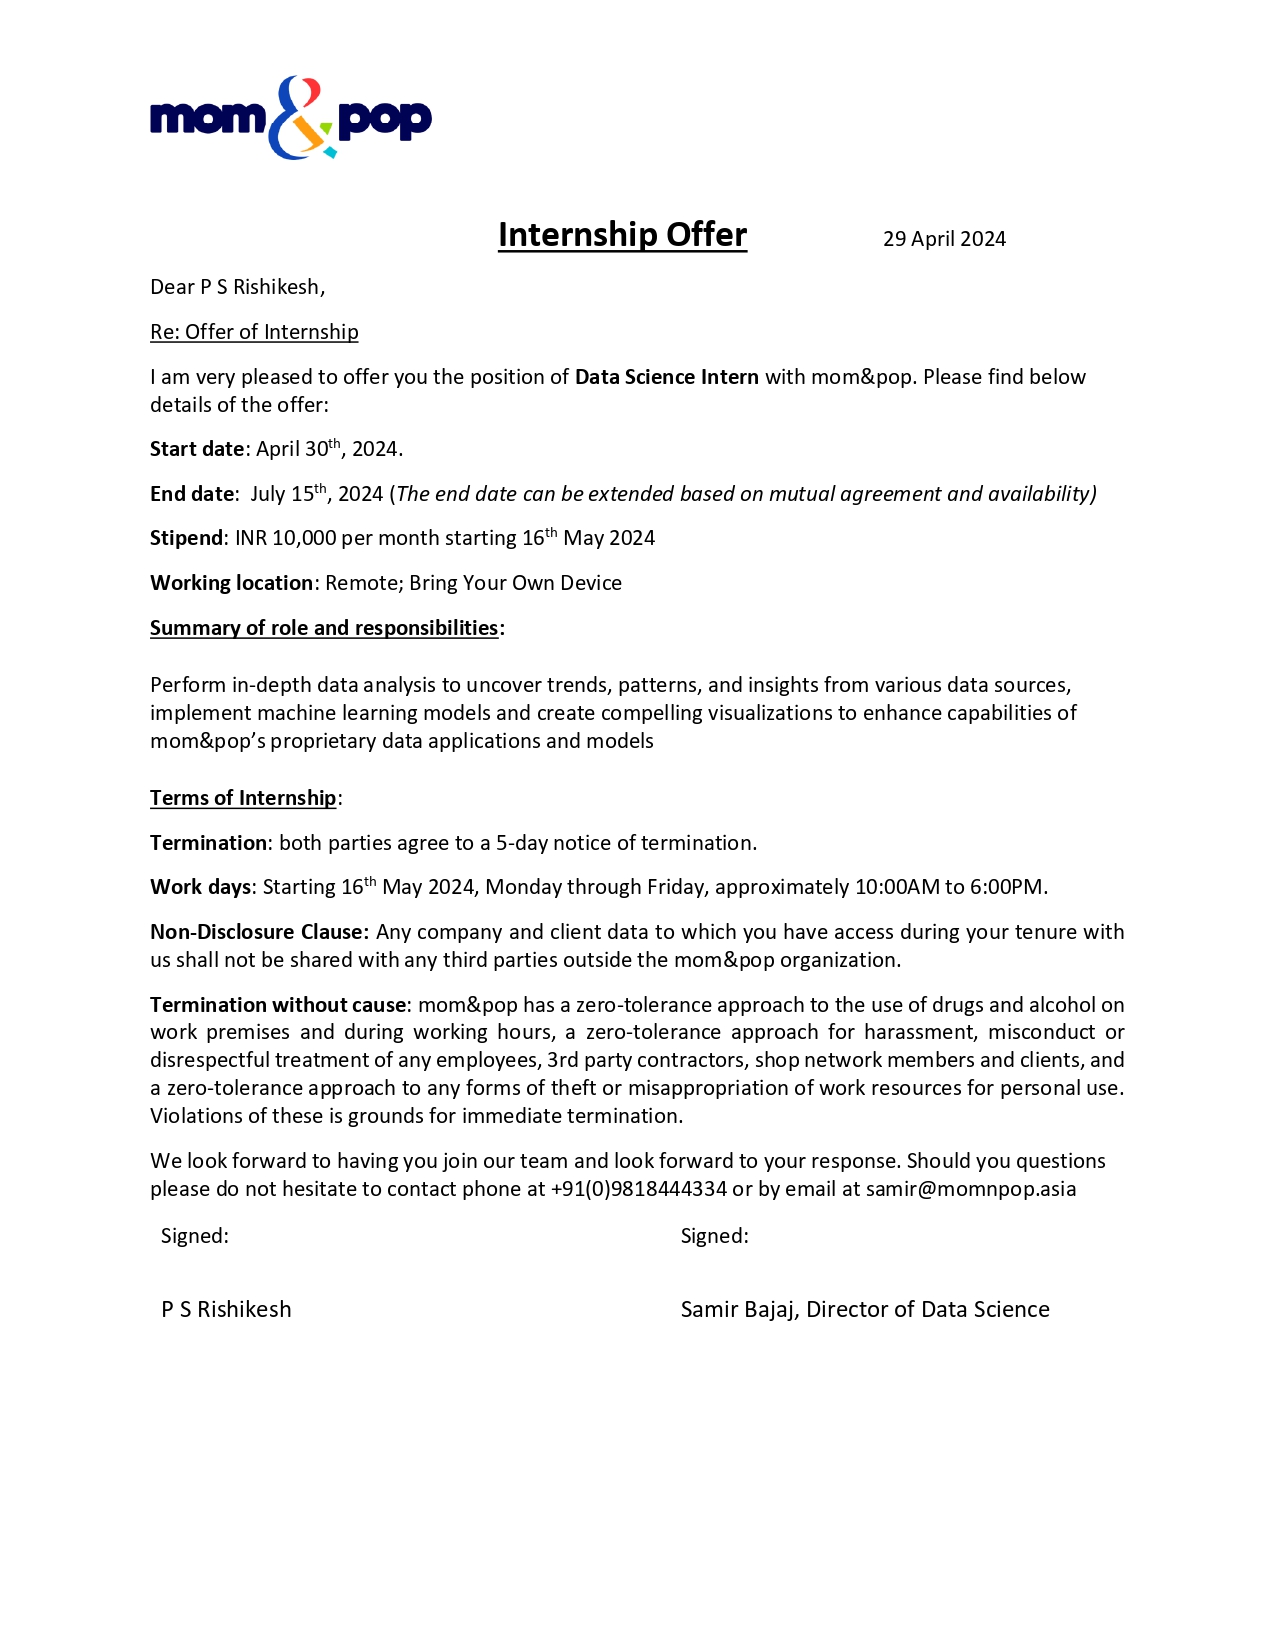 mom&pop
Internship Offer 29 April 2024
Dear P S Rishikesh,
Re: Offer of Internship
I am very pleased to offer you the position of Data Science Intern with mom&pop. Please find below
details of the offer:
Start date: April 30th, 2024.
End date:  July 15th, 2024 (The end date can be extended based on mutual agreement and availability)
Stipend: INR 10,000 per month starting 16th May 2024
Working location: Remote; Bring Your Own Device
Summary of role and responsibilities:
Perform in-depth data analysis to uncover trends, patterns, and insights from various data sources,
implement machine learning models and create compelling visualizations to enhance capabilities of
mom&pop’s proprietary data applications and models
Terms of Internship:
Termination: both parties agree to a 5-day notice of termination.
Work days: Starting 16th May 2024, Monday through Friday, approximately 10:00AM to 6:00PM.
Non-Disclosure Clause: Any company and client data to which you have access during your tenure with
us shall not be shared with any third parties outside the mom&pop organization.
Termination without cause: mom&pop has a zero-tolerance approach to the use of drugs and alcohol on
work premises and during working hours, a zero-tolerance approach for harassment, misconduct or
disrespectful treatment of any employees, 3rd party contractors, shop network members and clients, and
a zero-tolerance approach to any forms of theft or misappropriation of work resources for personal use.
Violations of these is grounds for immediate termination.
We look forward to having you join our team and look forward to your response. Should you questions
please do not hesitate to contact phone at +91(0)9818444334 or by email at samir@momnpop.asia
Signed: Signed:
P S Rishikesh Samir Bajaj, Director of Data Science